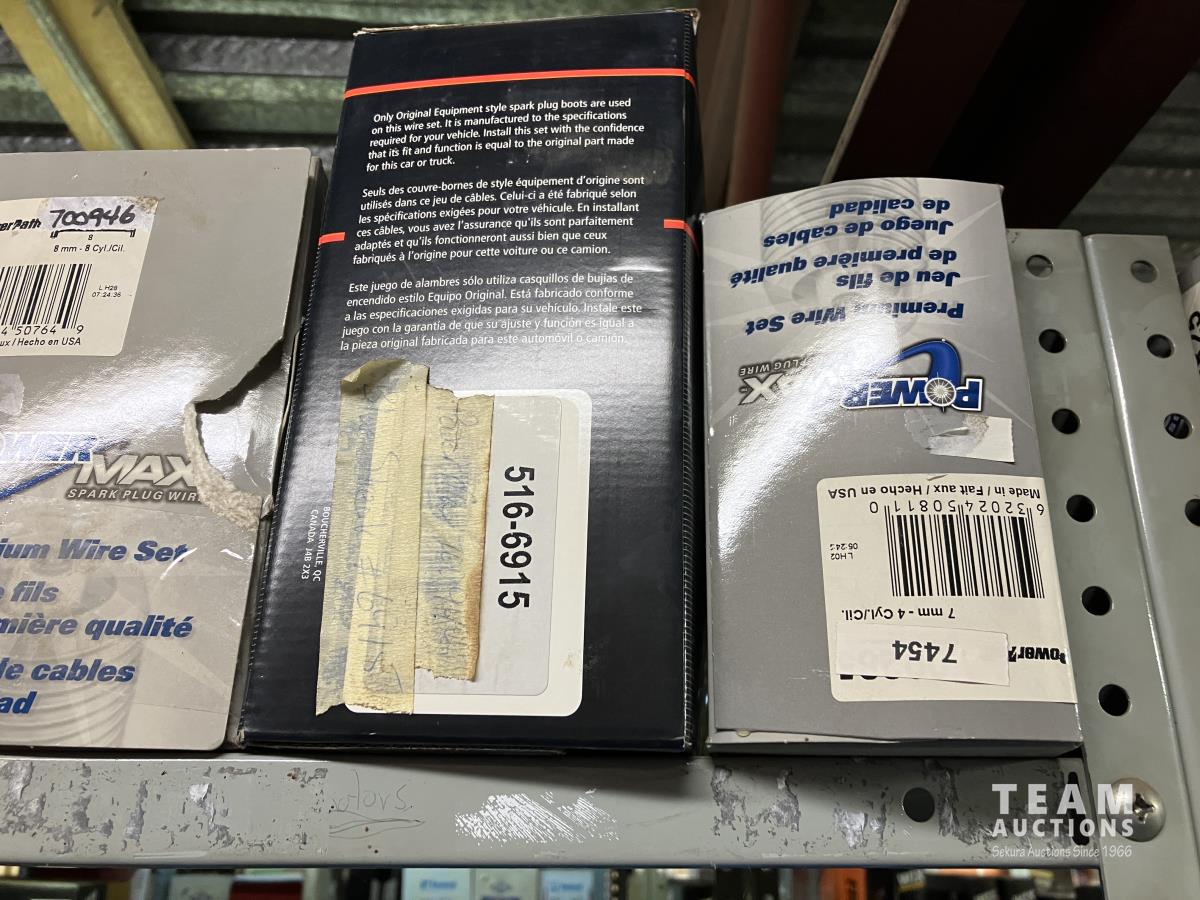 erPath
700946
8
8 mm - 8 Cyl./Cil.
L H28
07:24:36
4 50764 9
ux / Hecho en USA
OWER
MAX
SPARK PLUG WIR
ium Wire Set
e fils
mière qualité
de cables
ad
Only Original Equipment style spark plug boots are used
on this wire set. It is manufactured to the specifications
required for your vehicle. Install this set with the confidence
that its fit and function is equal to the original part made
for this car or truck.
Seuls des couvre-bornes de style équipement d'origine sont
utilisés dans ce jeu de câbles. Celui-ci a été fabriqué selon
les spécifications exigées pour votre véhicule. En installant
ces câbles, vous avez l'assurance qu'ils sont parfaitement
adaptés et qu'ils fonctionneront aussi bien que ceux
fabriqués à l'origine pour cette voiture ou ce camion.
Este juego de alambres sólo utiliza casquillos de bujias de
encendido estilo Equipo Original. Está fabricado conforme
a las especificaciones exigidas para su vehículo. Instale este
juego con la garantía de que su ajuste y función es igual a
la pieza original fabricada para este automóvil o camión.
BOUCHERVILLE, QC
CANADA J4B 2X3
516-6915
Power
7454
7 mm - 4 Cyl./Cil.
L H02
05:24:
6 32024 50811 0
Made in / Fait aux / Hecho en USA
POWER
MAX
PLUG WIRE
Premium Wire Set
Jeu de fils
de première qualité
Juego de cables
de calidad
TEAM
AUCTIONS
Sekura Auctions Since 1966